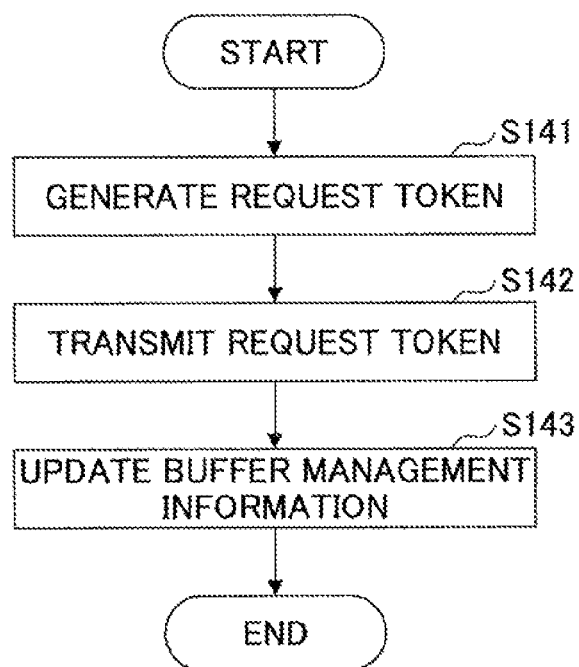 START
S141
GENERATE REQUEST TOKEN
S142
TRANSMIT REQUEST TOKEN
S143
UPDATE BUFFER MANAGEMENT
INFORMATION
END